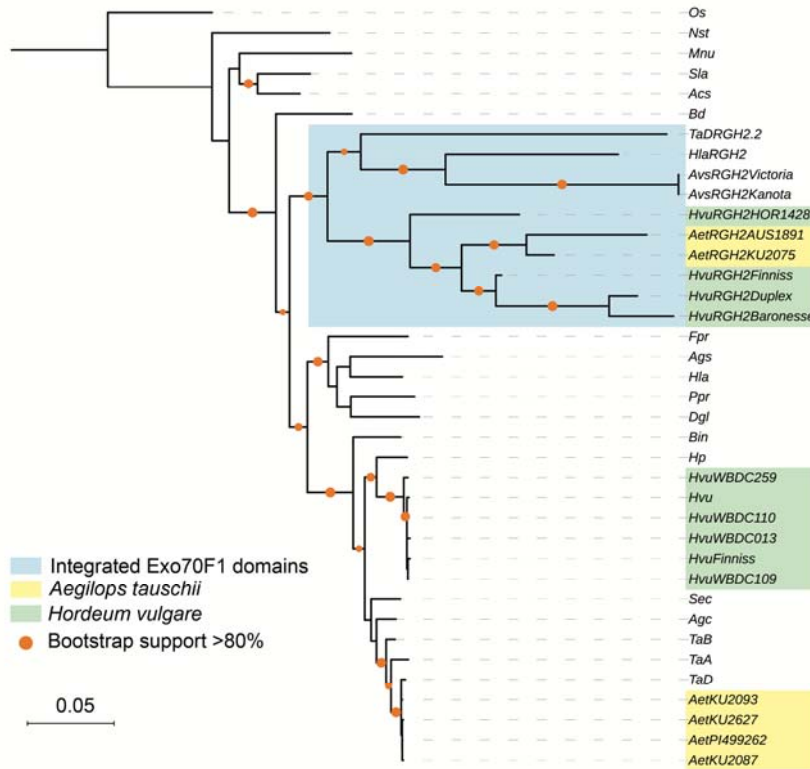 Os
Nst
Mnu
Sla
Acs
Bd
TaDRGH2.2
HlaRGH2
AvsRGH2Victoria
AvsRGH2Kanota
HvuRGH2HOR1428
AetRGH2AUS1891
AetRGH2KU2075
HvuRGH2Finniss
HvuRGH2Duplex
HvuRGH2Baronesse
Fpr
Ags
Hla
Ppr
Dgl
Bin
Hp
HvuWBDC259
Hvu
HvuWBDC110
HvuWBDC013
HvuFinniss
HvuWBDC109
Sec
Agc
TaB
TaA
TaD
AetKU2093
AetKU2627
AetPI499262
AetKU2087
Integrated Exo70F1 domains
Aegilops tauschii
Hordeum vulgare
Bootstrap support >80%
0.05